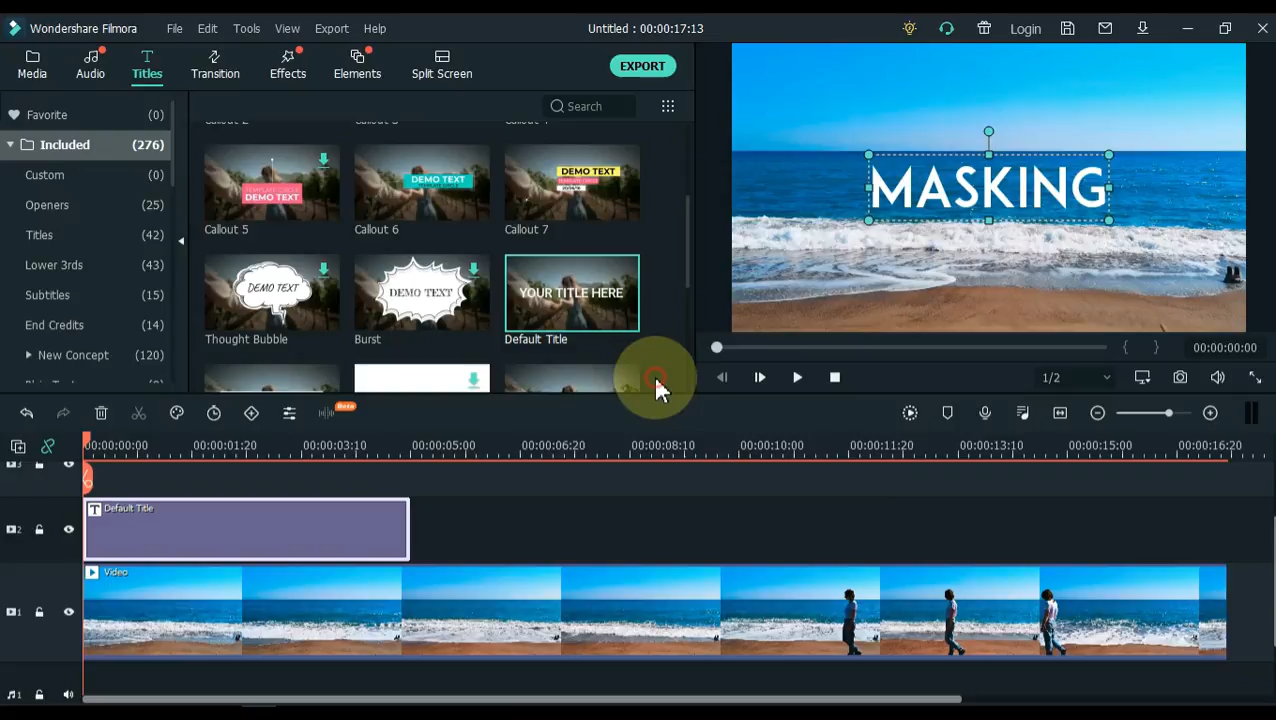 Wondershare Filmora File Edit Tools View Export Help Untitled : 00:00:17:13 Login
Media Audio Titles Transition Effects Elements Split Screen EXPORT
Favorite (0)
Search
Included (276)
Custom (0)
Openers (25)
Titles (42)
Lower 3rds (43)
Subtitles (15)
End Credits (14)
New Concept (120)
DEMO TEXT
DEMO TEXT
DEMO TEXT
Callout 5 Callout 6 Callout 7
DEMO TEXT DEMO TEXT YOUR TITLE HERE
Thought Bubble Burst Default Title
MASKING
{ } 00:00:00:00
1/2
Beta
00:00:00:00 00:00:01:20 00:00:03:10 00:00:05:00 00:00:06:20 00:00:08:10 00:00:10:00 00:00:11:20 00:00:13:10 00:00:15:00 00:00:16:20
3
2 T Default Title
1 Video
1